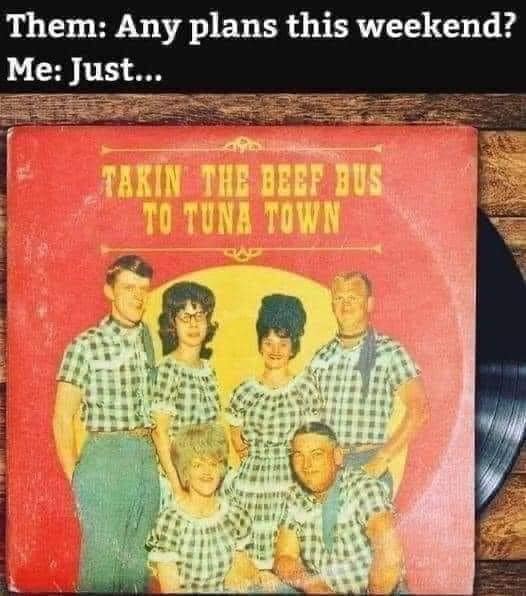 Them: Any plans this weekend?
Me: Just...
TAKIN' THE BEEF BUS
TO TUNA TOWN